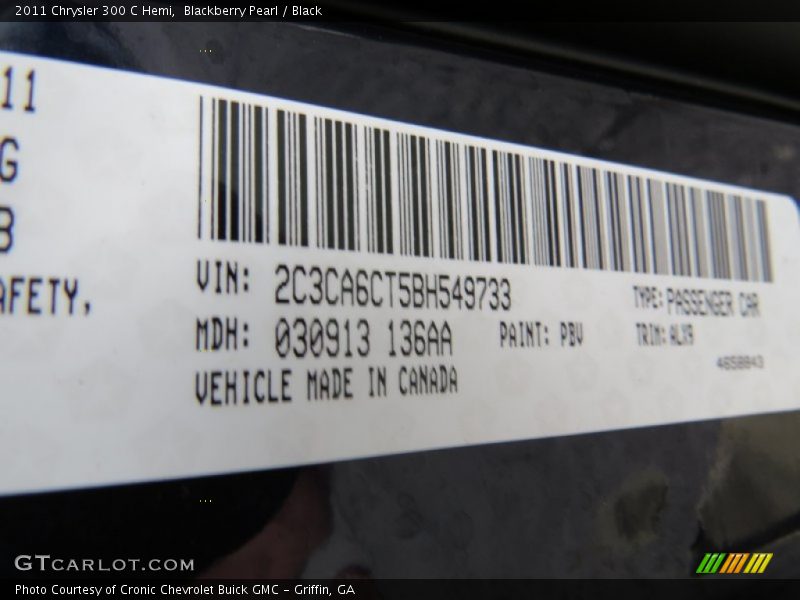 2011 Chrysler 300 C Hemi, Blackberry Pearl / Black
11
G
B
AFETY,
VIN: 2C3CA6CT5BH549733
TYPE: PASSENGER CAR
MDH: 030913 136AA
PAINT: PBV
TRIM: ALX9
VEHICLE MADE IN CANADA
4658843
GTCARLOT.COM
Photo Courtesy of Cronic Chevrolet Buick GMC - Griffin, GA